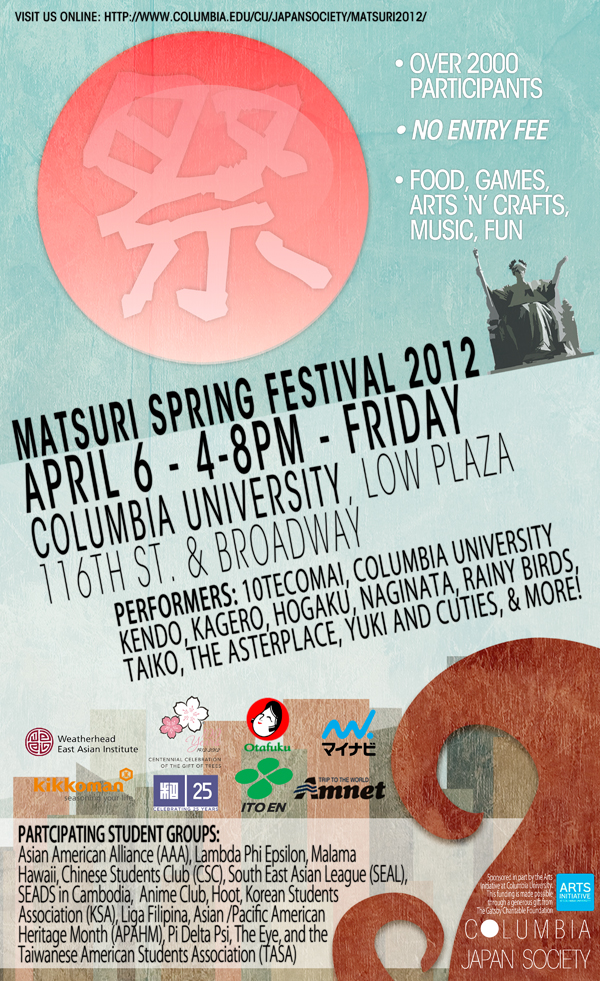 VISIT US ONLINE: HTTP://WWW.COLUMBIA.EDU/CU/JAPANSOCIETY/MATSURI2012/
祭
• OVER 2000
PARTICIPANTS
• NO ENTRY FEE
• FOOD, GAMES,
ARTS 'N' CRAFTS,
MUSIC, FUN
MATSURI SPRING FESTIVAL 2012
APRIL 6 - 4-8PM - FRIDAY
COLUMBIA UNIVERSITY, LOW PLAZA
116TH ST. & BROADWAY
PERFORMERS: 10TECOMAI, COLUMBIA UNIVERSITY
KENDO, KAGERO, HOGAKU, NAGINATA, RAINY BIRDS,
TAIKO, THE ASTERPLACE, YUKI AND CUTIES, & MORE!
Weatherhead
East Asian Institute
1912-2012
CENTENNIAL CELEBRATION
OF THE GIFT OF TREES
Otafuku
マイナビ
kikkoman
seasoning your life
25
CELEBRATING 25 YEARS
ITO EN
TRIP TO THE WORLD
Amnet
PARTCIPATING STUDENT GROUPS:
Asian American Alliance (AAA), Lambda Phi Epsilon, Malama
Hawaii, Chinese Students Club (CSC), South East Asian League (SEAL),
SEADS in Cambodia, Anime Club, Hoot, Korean Students
Association (KSA), Liga Filipina, Asian /Pacific American
Heritage Month (APAHM), Pi Delta Psi, The Eye, and the
Taiwanese American Students Association (TASA)
Sponsored in part by the Arts
Initiative at Columbia University.
This funding is made possible
through a generous gift from
The Gatsby Charitable Foundation
ARTS
INITIATIVE
COLUMBIA
JAPAN SOCIETY